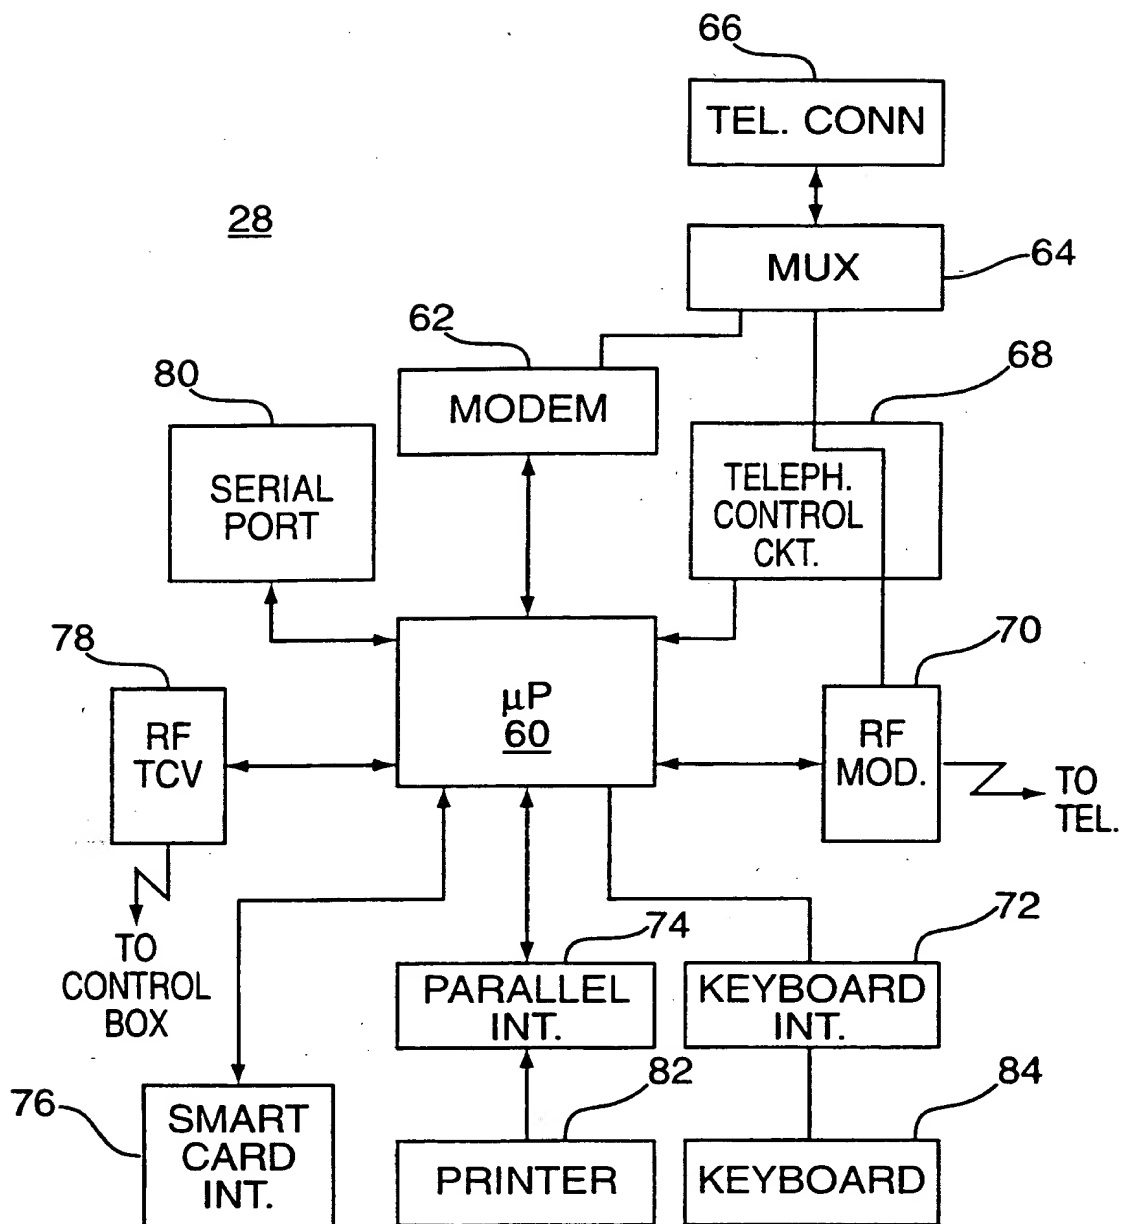 66
TEL. CONN
28
MUX
64
62
MODEM
68
80
SERIAL
PORT
TELEPH.
CONTROL
CKT.
78
RF
TCV
µP
60
70
RF
MOD.
TO
TEL.
TO
CONTROL
BOX
74
PARALLEL
INT.
72
KEYBOARD
INT.
76
SMART
CARD
INT.
82
PRINTER
84
KEYBOARD